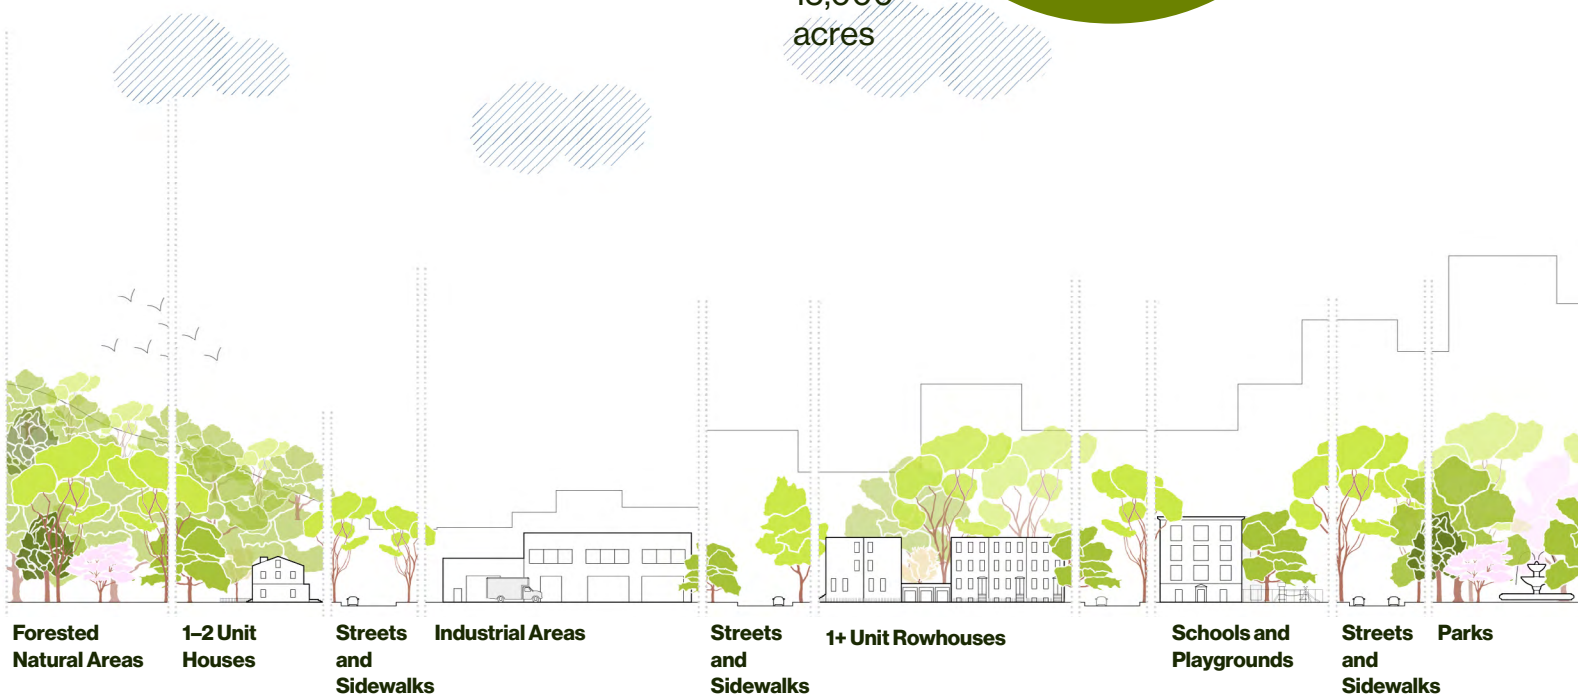 acres
Forested
Natural Areas
1–2 Unit
Houses
Streets
and
Sidewalks
Industrial Areas
Streets
and
Sidewalks
1+ Unit Rowhouses
Schools and
Playgrounds
Streets
and
Sidewalks
Parks